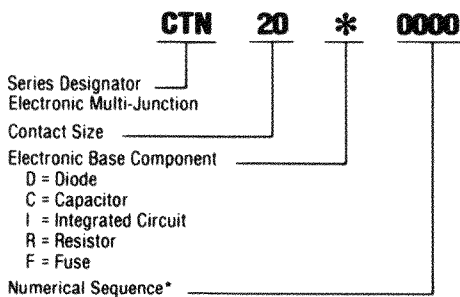 CTN 20 * 0000
Series Designator
Electronic Multi-Junction
Contact Size
Electronic Base Component
D = Diode
C = Capacitor
I = Integrated Circuit
R = Resistor
F = Fuse
Numerical Sequence*